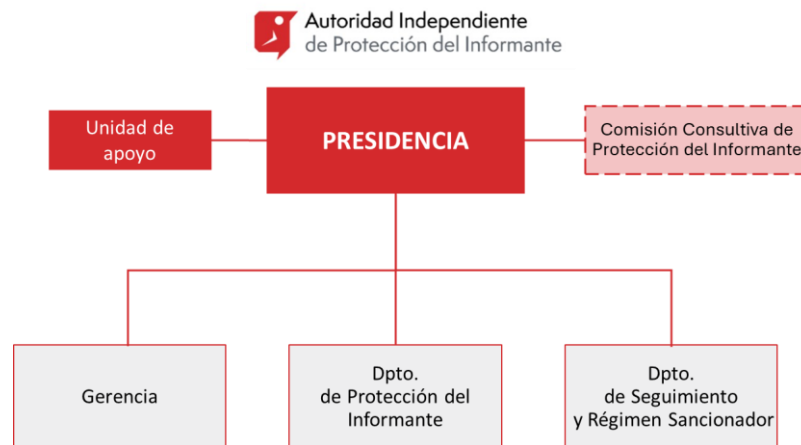 Autoridad Independiente
de Protección del Informante
Unidad de
apoyo
PRESIDENCIA
Comisión Consultiva de
Protección del Informante
Gerencia
Dpto.
de Protección del
Informante
Dpto.
de Seguimiento
y Régimen Sancionador